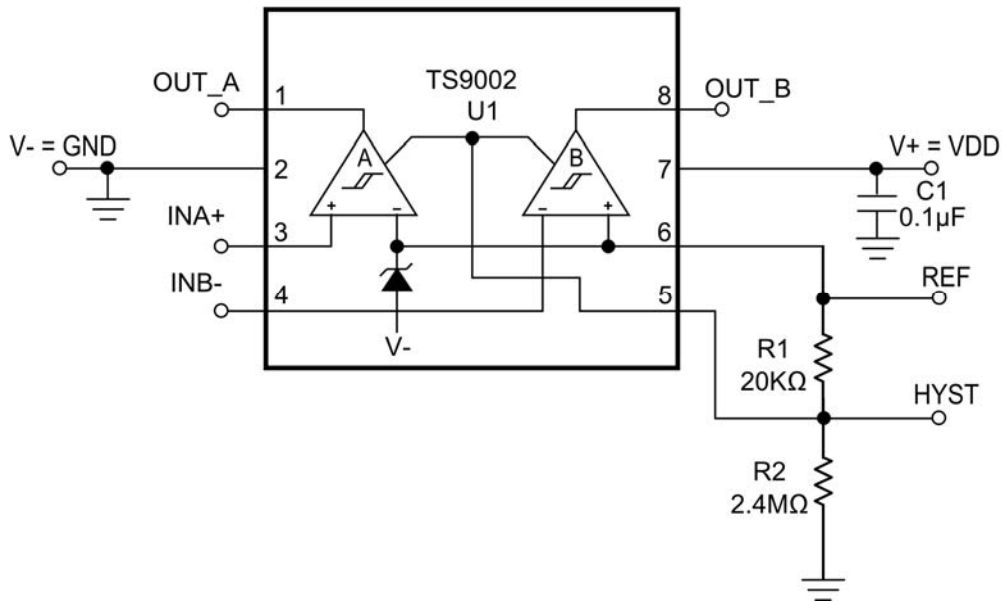 TS9002
U1
OUT_A
1
8
OUT_B
V- = GND
2
A
B
7
V+ = VDD
C1
0.1µF
INA+
3
+
−
−
+
6
INB-
4
5
REF
V-
R1
20KΩ
HYST
R2
2.4MΩ